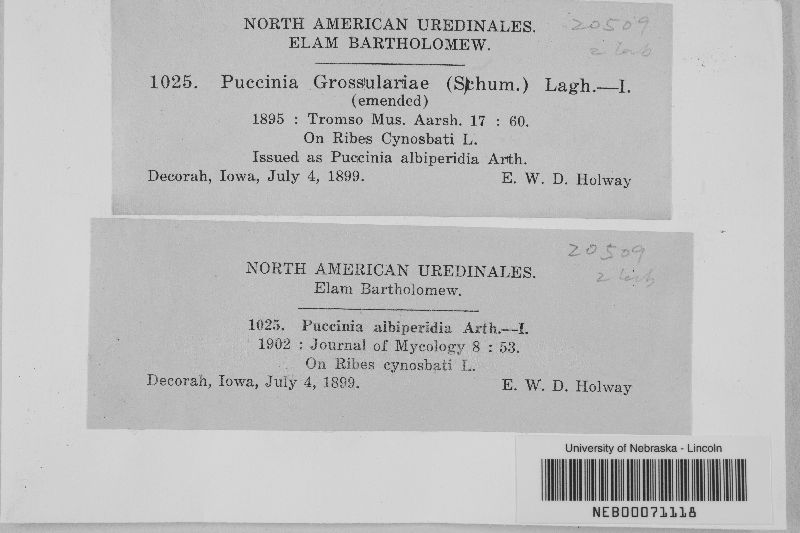 NORTH AMERICAN UREDINALES.
20509
ELAM BARTHOLOMEW.
1025. Puccinia Grossulariae (Schum.) Lagh.—I.
(emended)
1895 : Tromso Mus. Aarsh. 17 : 60.
On Ribes Cynosbati L.
Issued as Puccinia albiperidia Arth.
Decorah, Iowa, July 4, 1899. E. W. D. Holway
20509
NORTH AMERICAN UREDINALES.
Elam Bartholomew.
1025. Puccinia albiperidia Arth.—I.
1902 : Journal of Mycology 8 : 53.
On Ribes cynosbati L.
Decorah, Iowa, July 4, 1899. E. W. D. Holway
University of Nebraska - Lincoln
NEB00071118